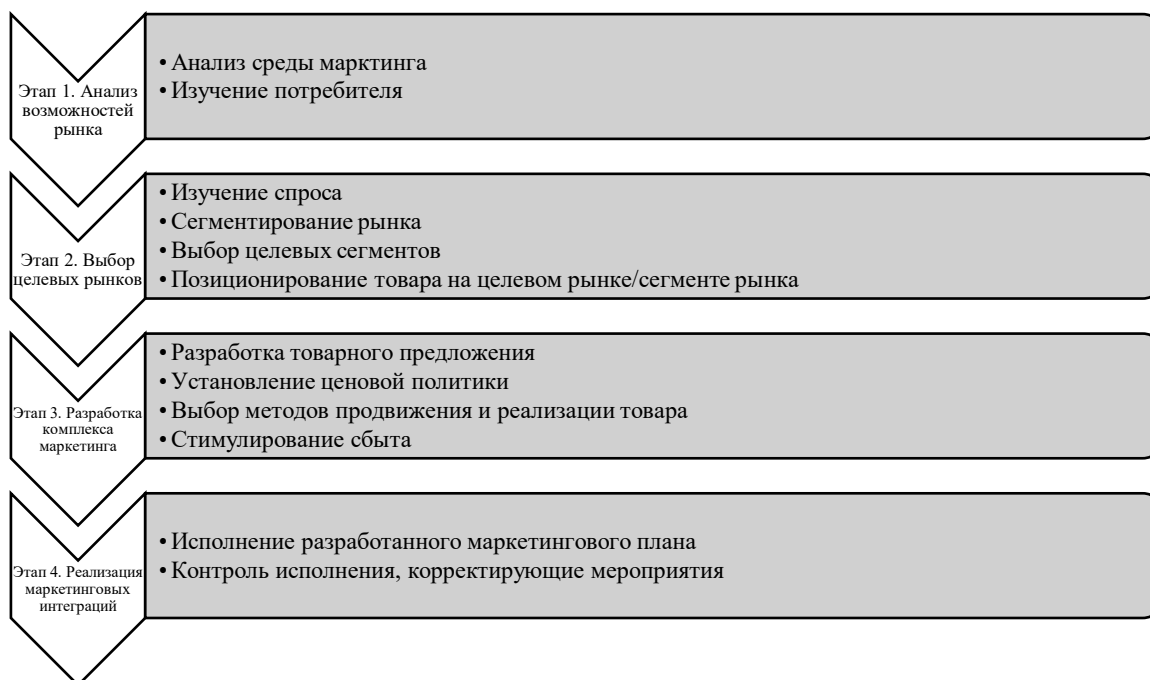 Этап 1. Анализ
возможностей
рынка
• Анализ среды марктинга
• Изучение потребителя
Этап 2. Выбор
целевых рынков
• Изучение спроса
• Сегментирование рынка
• Выбор целевых сегментов
• Позиционирование товара на целевом рынке/сегменте рынка
Этап 3. Разработка
комплекса
маркетинга
• Разработка товарного предложения
• Установление ценовой политики
• Выбор методов продвижения и реализации товара
• Стимулирование сбыта
Этап 4. Реализация
маркетинговых
интеграций
• Исполнение разработанного маркетингового плана
• Контроль исполнения, корректирующие мероприятия